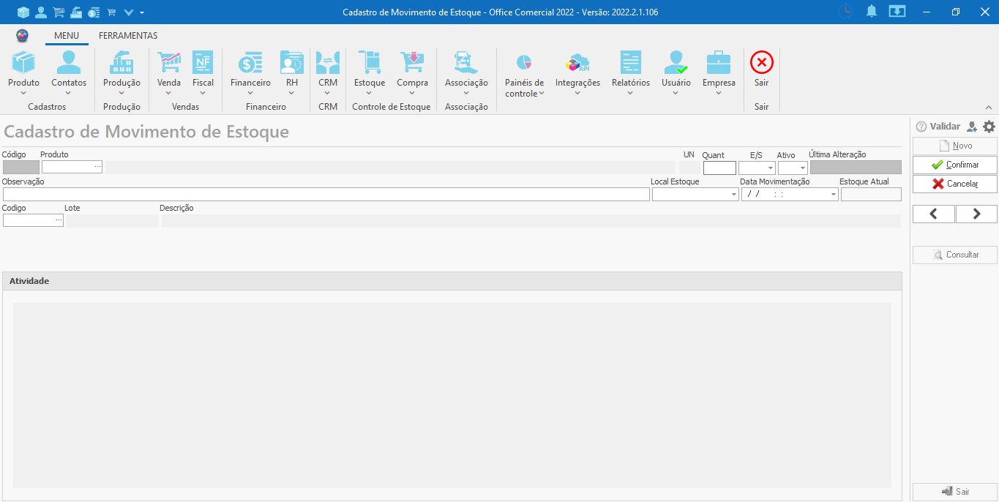 Cadastro de Movimento de Estoque - Office Comercial 2022 - Versão: 2022.2.1.106
MENU FERRAMENTAS
NF
API
Produto Contatos Produção Venda Fiscal Financeiro RH CRM Estoque Compra Associação Painéis de controle Integrações Relatórios Usuário Empresa Sair
Cadastros Produção Vendas Financeiro CRM Controle de Estoque Associação Sair
Cadastro de Movimento de Estoque
Validar
Novo
Código Produto UN Quant E/S Ativo Última Alteração
Confirmar
Observação Local Estoque Data Movimentação Estoque Atual
Cancelar
/ / : :
Codigo Lote Descrição
Consultar
Atividade
Sair